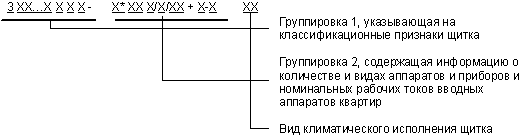 З XX...X X X X - X* XX X/X/XX + X-X XX
Группировка 1, указывающая на
классификационные признаки щитка
Группировка 2, содержащая информацию о
количестве и видах аппаратов и приборов и
номинальных рабочих токов вводных
аппаратов квартир
Вид климатического исполнения щитка